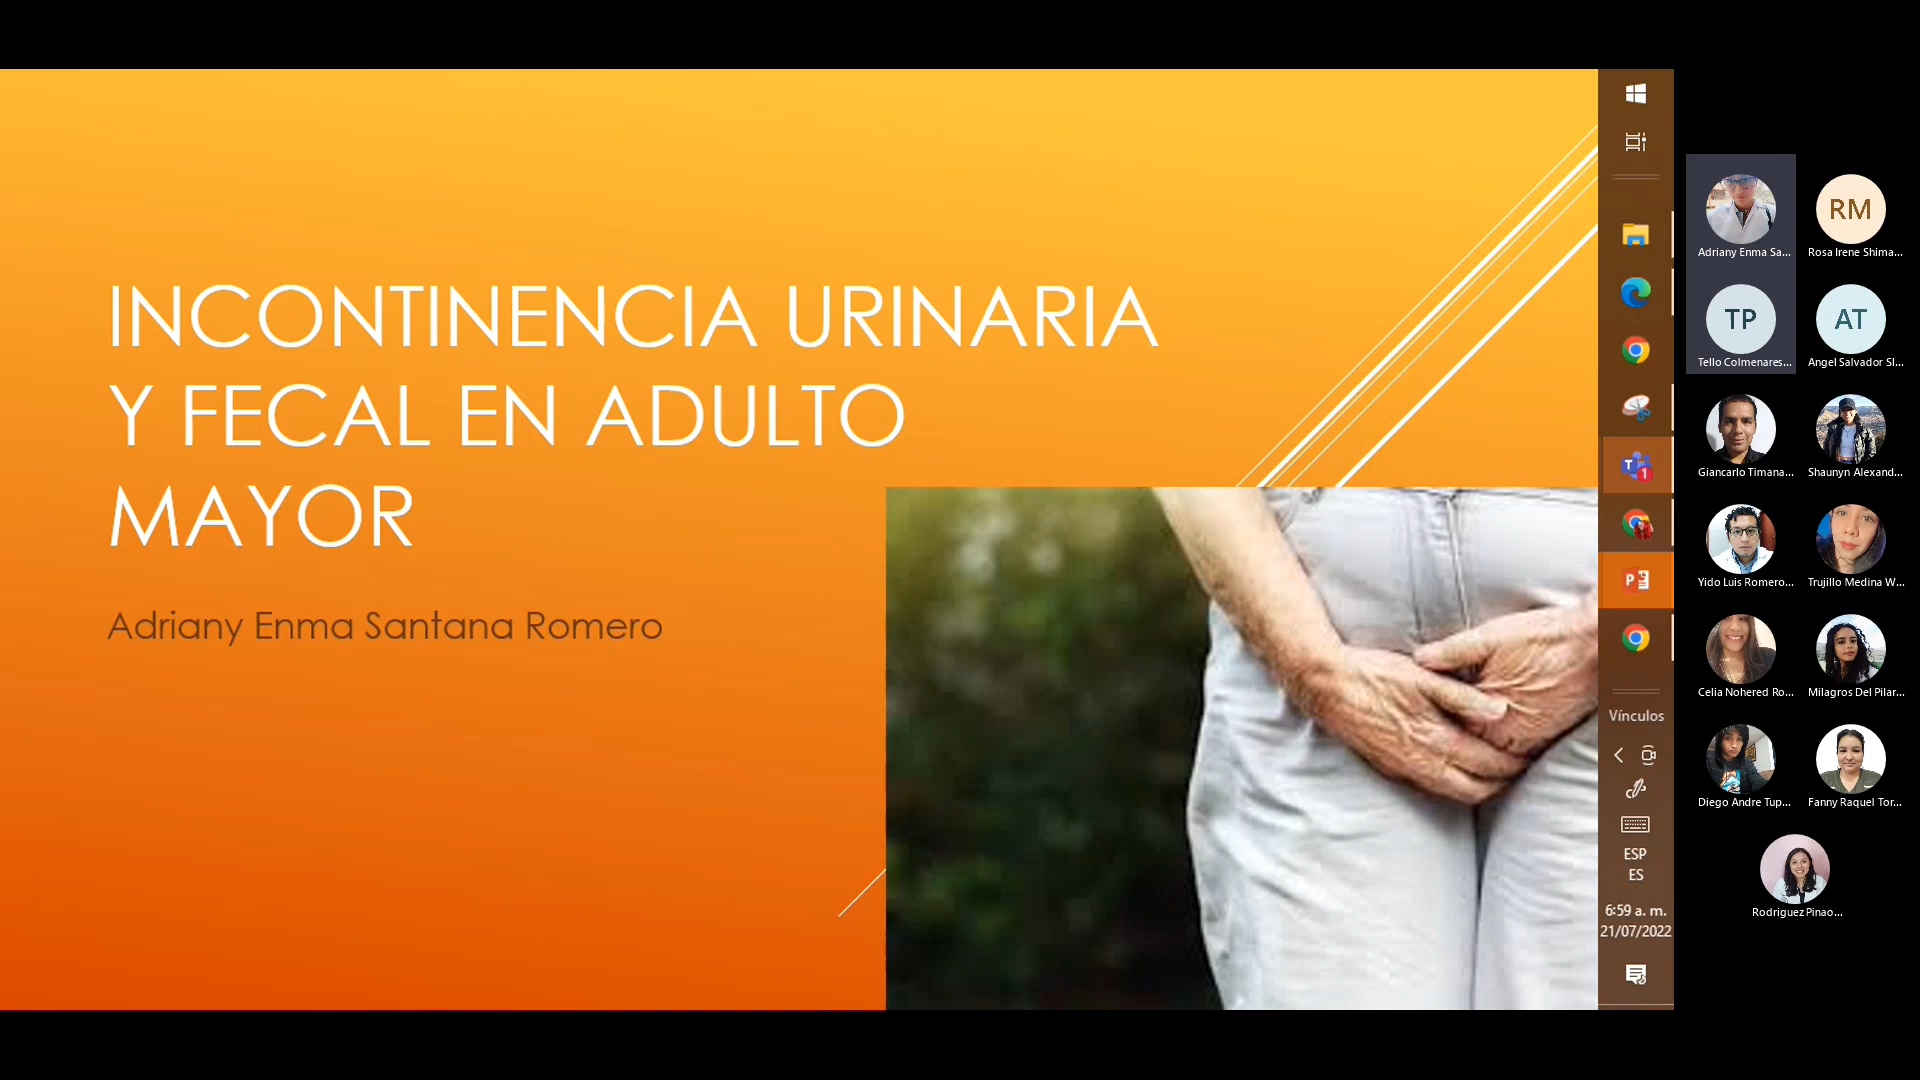 INCONTINENCIA URINARIA
Y FECAL EN ADULTO
MAYOR
Adriany Enma Santana Romero
Vínculos
ESP
ES
6:59 a. m.
21/07/2022
Adriany Enma Sa...
RM
Rosa Irene Shima...
TP
Tello Colmenares...
AT
Angel Salvador Sl...
Giancarlo Timana...
Shaunyn Alexand...
Yido Luis Romero...
Trujillo Medina W...
Celia Nohered Ro...
Milagros Del Pilar...
Diego Andre Tup...
Fanny Raquel Tor...
Rodriguez Pinao...